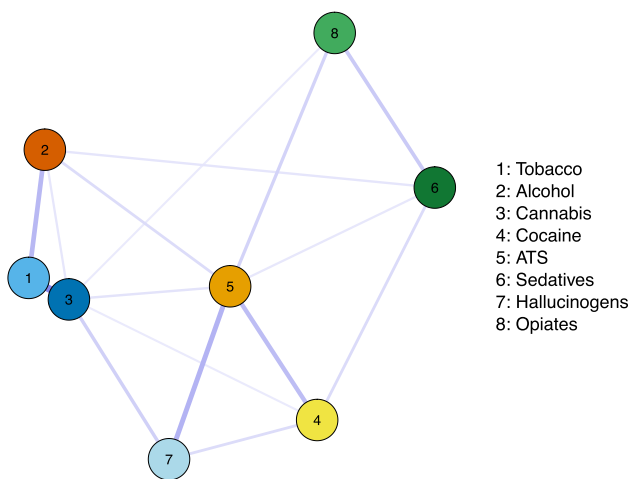 8
2
6
1
3
5
4
7
1: Tobacco
2: Alcohol
3: Cannabis
4: Cocaine
5: ATS
6: Sedatives
7: Hallucinogens
8: Opiates